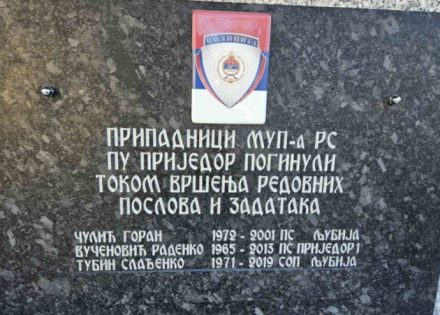 ПОЛИЦИЈА
ПРИПАДНИЦИ МУП-а РС
ПУ ПРИЈЕДОР ПОГИНУЛИ
ТОКОМ ВРШЕЊА РЕДОВНИХ
ПОСЛОВА И ЗАДАТАКА
ЧУЛИЋ ГОРАН 1972 - 2001 ПС ЉУБИЈА
ВУЧЕНОВИЋ РАДЕНКО 1965 - 2013 ПС ПРИЈЕДОР 1
ТУБИН СЛАЂЕНКО 1971 - 2019 СОП ЉУБИЈА